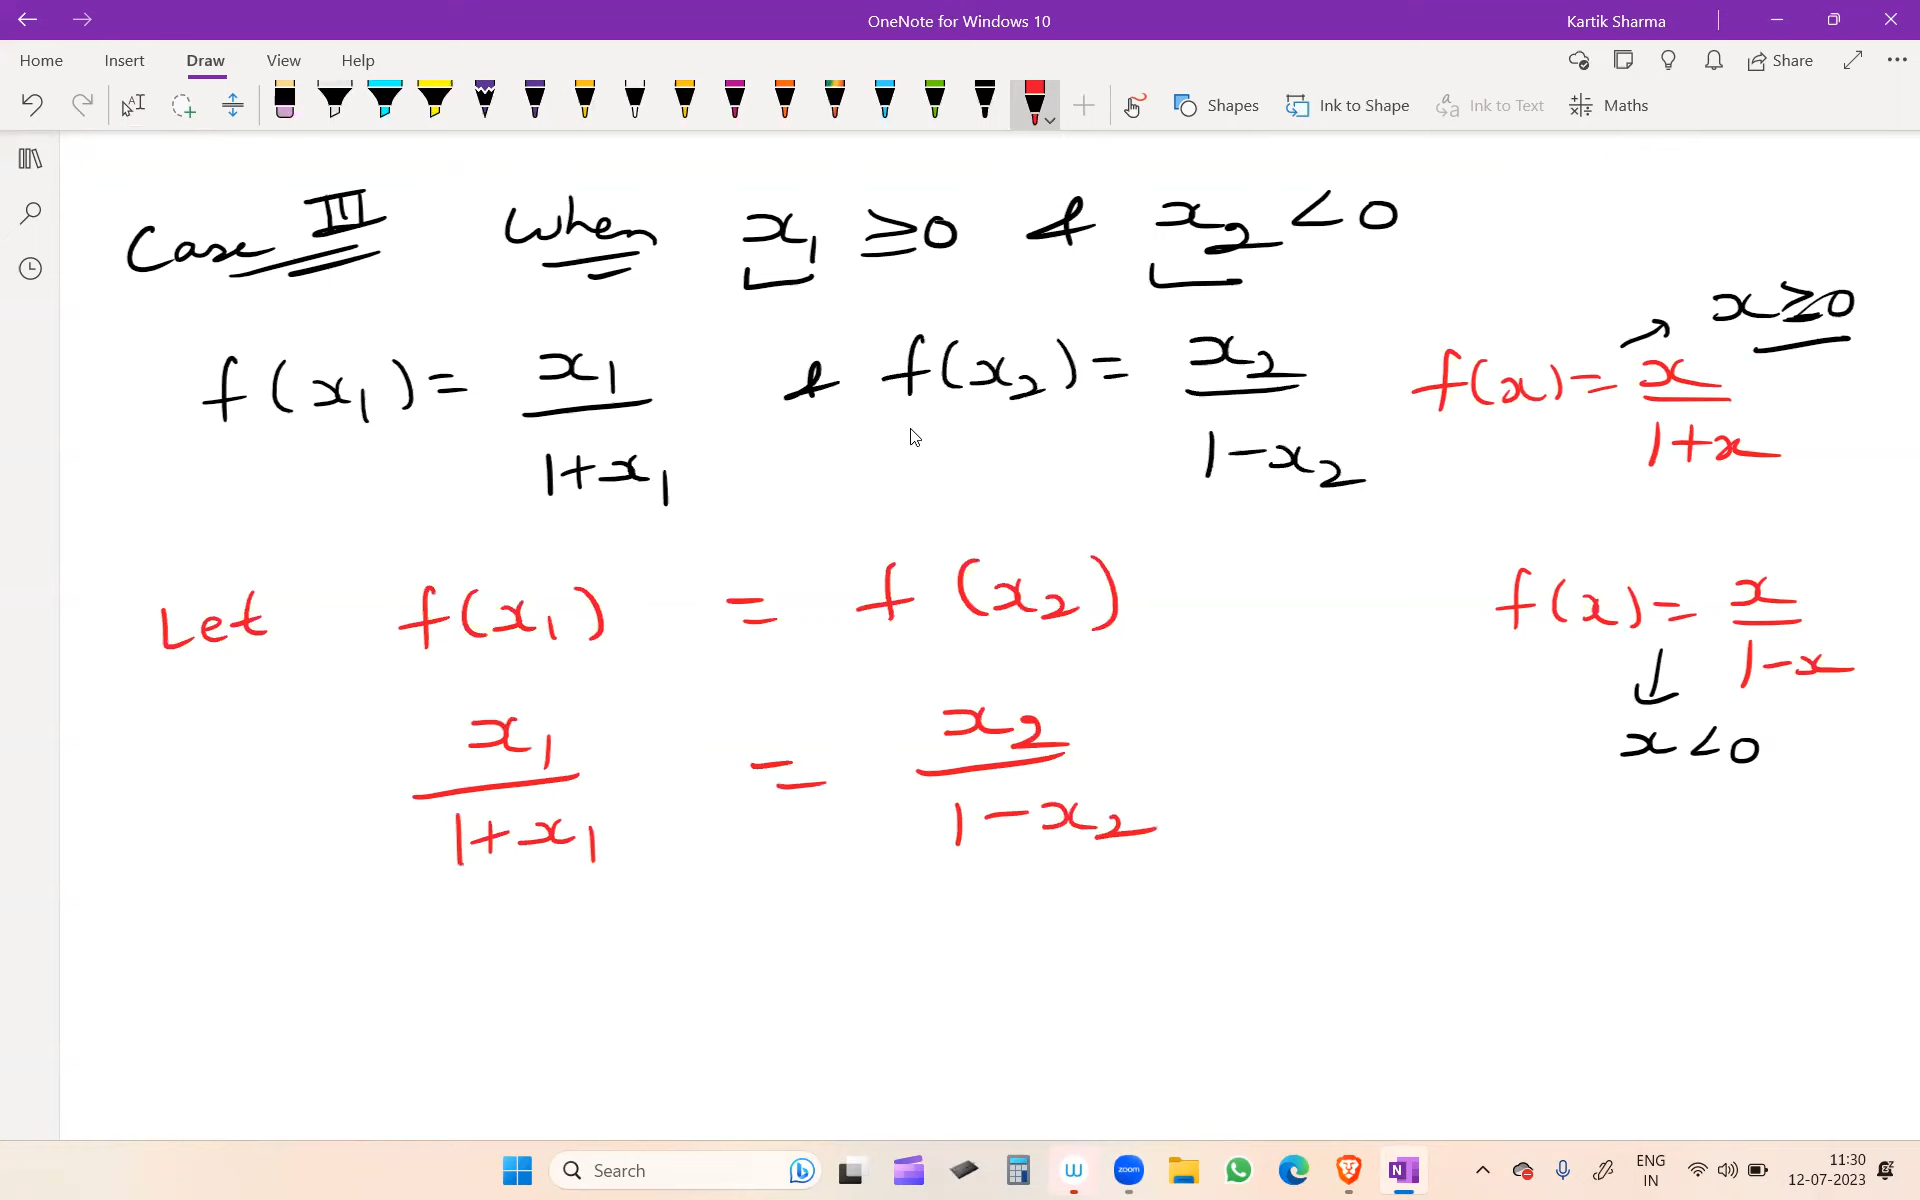 OneNote for Windows 10
Kartik Sharma
Home Insert Draw View Help
Share
Shapes Ink to Shape Ink to Text Maths
Case III When x₁ ≥ 0 & x₂ < 0
x ≥ 0
f(x₁) = x₁/(1+x₁) & f(x₂) = x₂/(1-x₂)
f(x) = x/(1+x)
Let f(x₁) = f(x₂)
f(x) = x/(1-x)
x < 0
x₁/(1+x₁) = x₂/(1-x₂)
Search
zoom
ENG
IN
11:30
12-07-2023